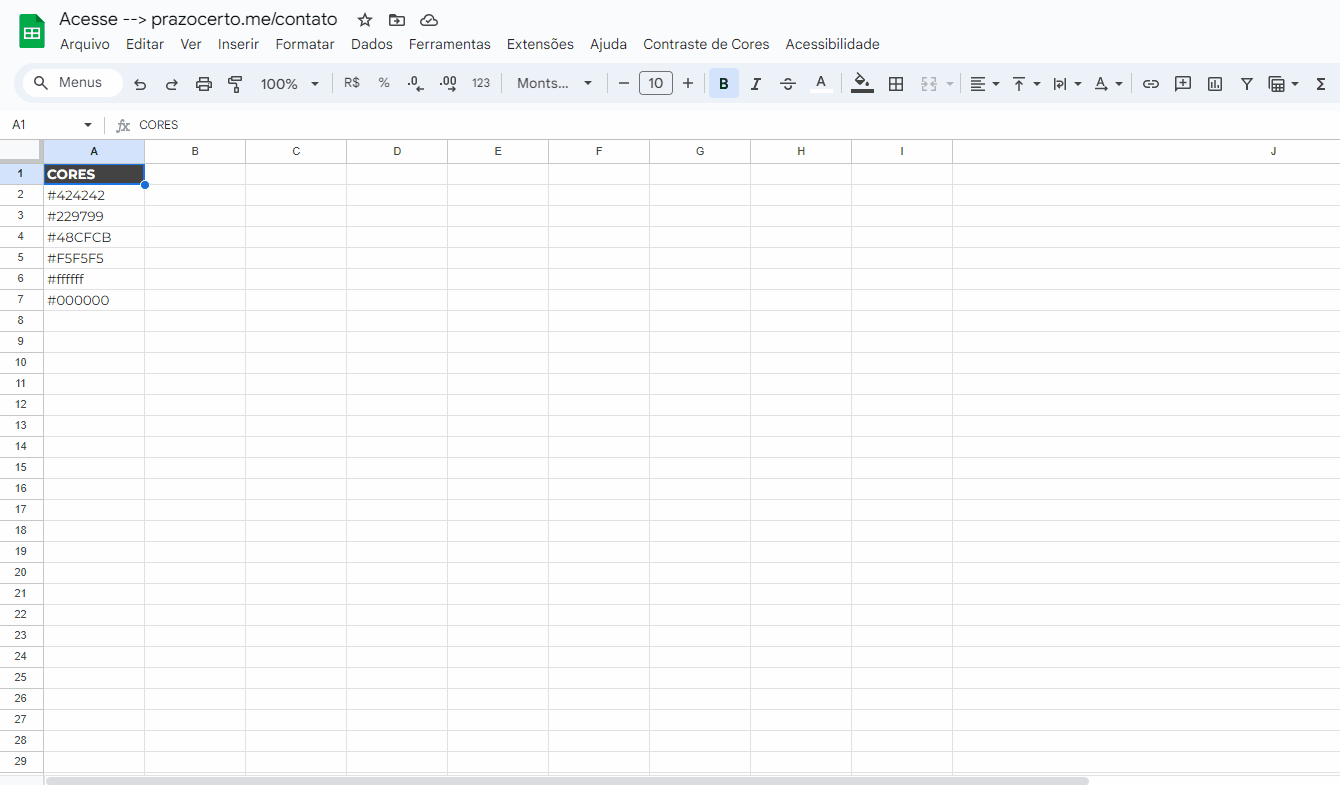 Acesse --> prazocerto.me/contato
Arquivo Editar Ver Inserir Formatar Dados Ferramentas Extensões Ajuda Contraste de Cores Acessibilidade
Menus 100% R$ % .0 .00 123 Monts... 10 B I A A Σ
A1 fx CORES
A B C D E F G H I J
1 CORES
2 #424242
3 #229799
4 #48CFCB
5 #F5F5F5
6 #ffffff
7 #000000
8
9
10
11
12
13
14
15
16
17
18
19
20
21
22
23
24
25
26
27
28
29